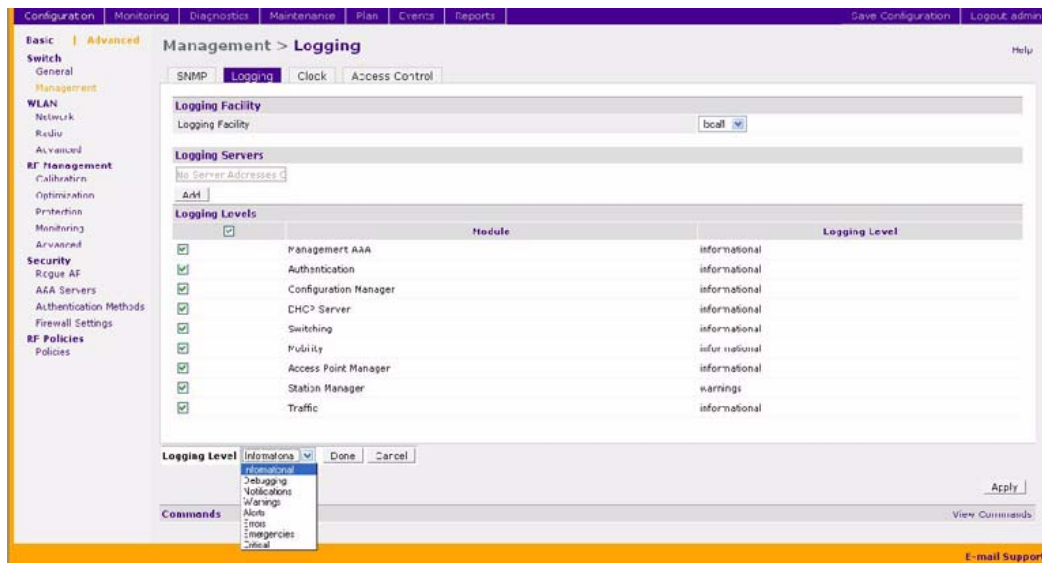 Configuration Monitoring Diagnostics Maintenance Plan Events Reports Save Configuration Logout admin
Basic | Advanced
Management > Logging
Help
Switch
General
Management
WLAN
Network
Radio
Advanced
RF Management
Calibration
Optimization
Protection
Monitoring
Advanced
Security
Rogue AP
AAA Servers
Authentication Methods
Firewall Settings
RF Policies
Policies
SNMP Logging Clock Access Control
Logging Facility
Logging Facility local1
Logging Servers
No Server Addresses C
Add
Logging Levels
Module Logging Level
Management AAA informational
Authentication informational
Configuration Manager informational
DHCP Server informational
Switching informational
Mobility informational
Access Point Manager informational
Station Manager warnings
Traffic informational
Logging Level Informationa Done Cancel
Informational
Debugging
Notifications
Warnings
Alerts
Errors
Emergencies
Critical
Apply
Commands View Commands
E-mail Support